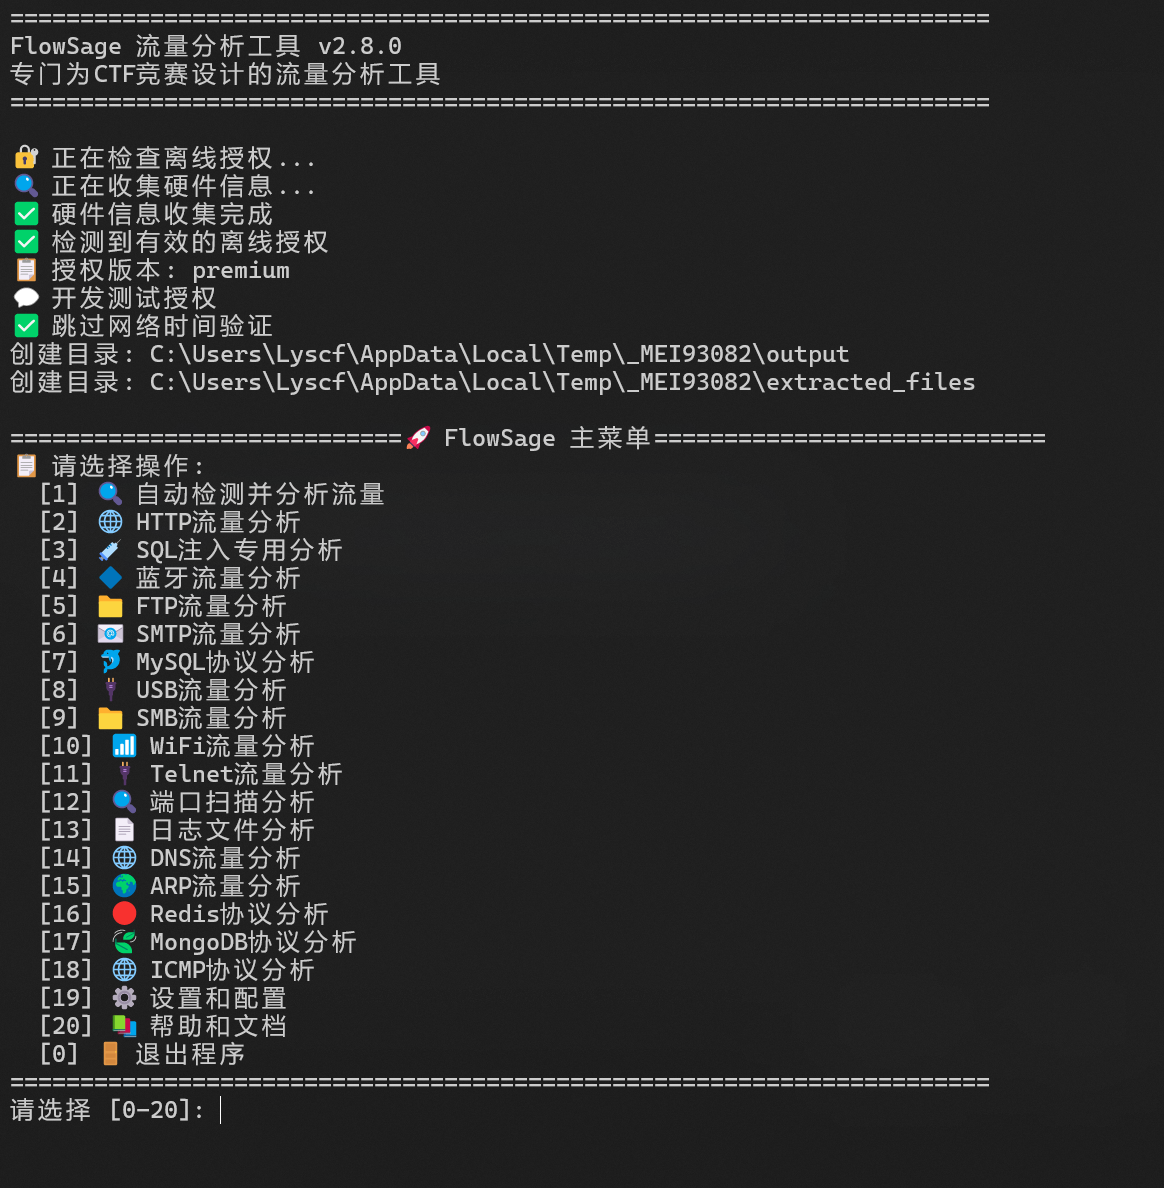 ======================================================================
FlowSage 流量分析工具 v2.8.0
专门为CTF竞赛设计的流量分析工具
======================================================================
🔐 正在检查离线授权...
🔍 正在收集硬件信息...
✅ 硬件信息收集完成
✅ 检测到有效的离线授权
📋 授权版本: premium
💬 开发测试授权
✅ 跳过网络时间验证
创建目录: C:\Users\Lyscf\AppData\Local\Temp\_MEI93082\output
创建目录: C:\Users\Lyscf\AppData\Local\Temp\_MEI93082\extracted_files
============================🚀 FlowSage 主菜单============================
📋 请选择操作:
[1] 🔍 自动检测并分析流量
[2] 🌐 HTTP流量分析
[3] 💉 SQL注入专用分析
[4] 🔷 蓝牙流量分析
[5] 📁 FTP流量分析
[6] 📧 SMTP流量分析
[7] 🐬 MySQL协议分析
[8] 🔌 USB流量分析
[9] 📁 SMB流量分析
[10] 📶 WiFi流量分析
[11] 🔌 Telnet流量分析
[12] 🔍 端口扫描分析
[13] 📄 日志文件分析
[14] 🌐 DNS流量分析
[15] 🌍 ARP流量分析
[16] 🔴 Redis协议分析
[17] 🍃 MongoDB协议分析
[18] 🌐 ICMP协议分析
[19] ⚙️ 设置和配置
[20] 📚 帮助和文档
[0] 🚪 退出程序
======================================================================
请选择 [0-20]: